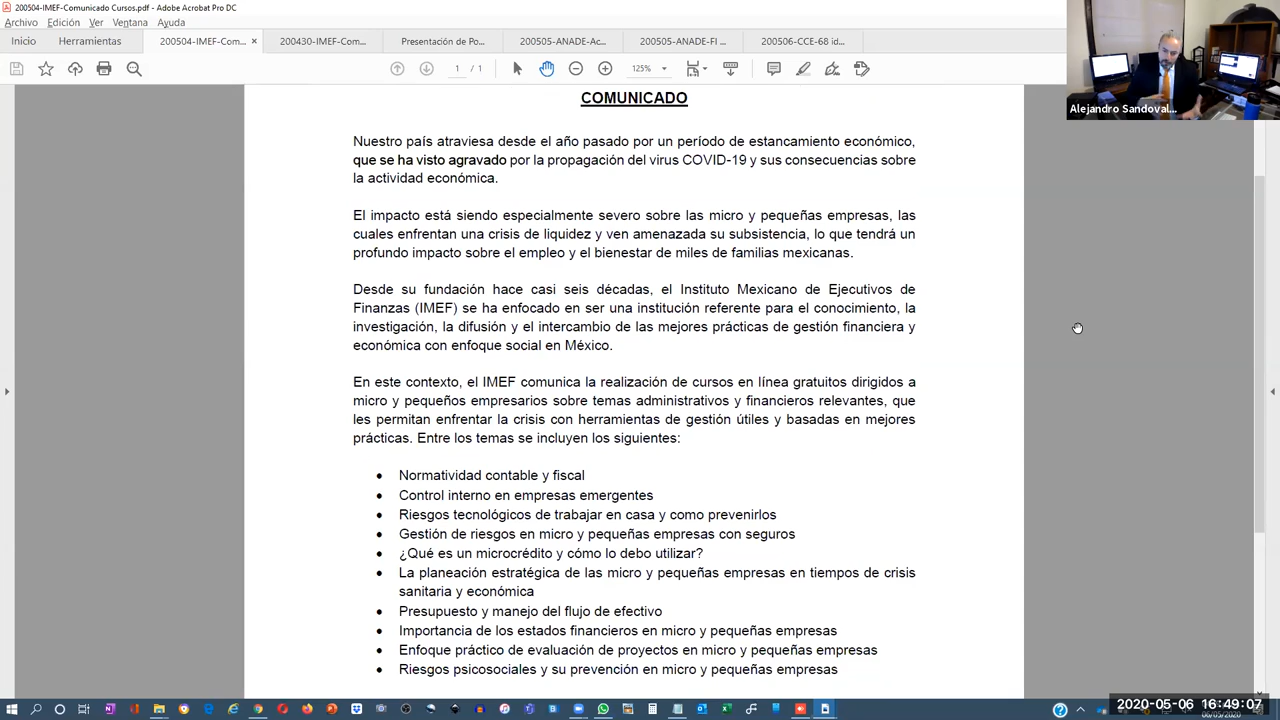 200504-IMEF-Comunicado Cursos.pdf - Adobe Acrobat Pro DC
Archivo Edición Ver Ventana Ayuda
Inicio Herramientas 200504-IMEF-Com... × 200430-IMEF-Com... Presentación de Po... 200505-ANADE-Ac... 200505-ANADE-FI ... 200506-CCE-68 id...
1 / 1 125%
Alejandro Sandoval...
COMUNICADO
Nuestro país atraviesa desde el año pasado por un período de estancamiento económico,
que se ha visto agravado por la propagación del virus COVID-19 y sus consecuencias sobre
la actividad económica.
El impacto está siendo especialmente severo sobre las micro y pequeñas empresas, las
cuales enfrentan una crisis de liquidez y ven amenazada su subsistencia, lo que tendrá un
profundo impacto sobre el empleo y el bienestar de miles de familias mexicanas.
Desde su fundación hace casi seis décadas, el Instituto Mexicano de Ejecutivos de
Finanzas (IMEF) se ha enfocado en ser una institución referente para el conocimiento, la
investigación, la difusión y el intercambio de las mejores prácticas de gestión financiera y
económica con enfoque social en México.
En este contexto, el IMEF comunica la realización de cursos en línea gratuitos dirigidos a
micro y pequeños empresarios sobre temas administrativos y financieros relevantes, que
les permitan enfrentar la crisis con herramientas de gestión útiles y basadas en mejores
prácticas. Entre los temas se incluyen los siguientes:
• Normatividad contable y fiscal
• Control interno en empresas emergentes
• Riesgos tecnológicos de trabajar en casa y como prevenirlos
• Gestión de riesgos en micro y pequeñas empresas con seguros
• ¿Qué es un microcrédito y cómo lo debo utilizar?
• La planeación estratégica de las micro y pequeñas empresas en tiempos de crisis
sanitaria y económica
• Presupuesto y manejo del flujo de efectivo
• Importancia de los estados financieros en micro y pequeñas empresas
• Enfoque práctico de evaluación de proyectos en micro y pequeñas empresas
• Riesgos psicosociales y su prevención en micro y pequeñas empresas
2020-05-06 16:49:07
06/05/2020